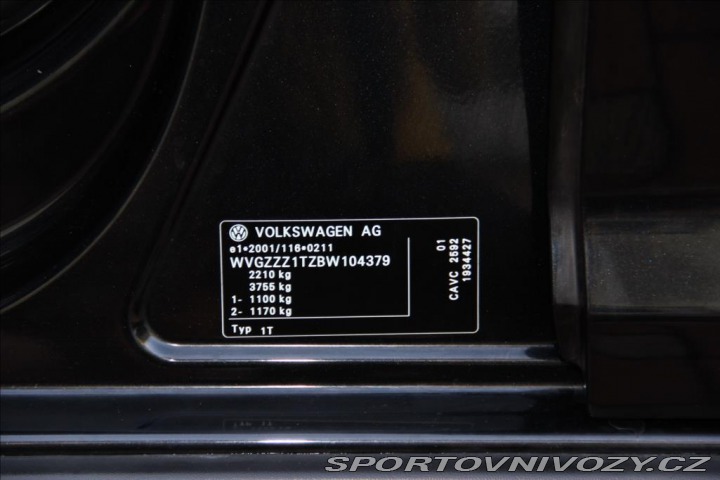 VOLKSWAGEN AG
e1*2001/116*0211
WVGZZZ1TZBW104379
2210 kg
3755 kg
1- 1100 kg
2- 1170 kg
Typ 1T
01
CAVC 2592
1934427
SPORTOVNIVOZY.CZ